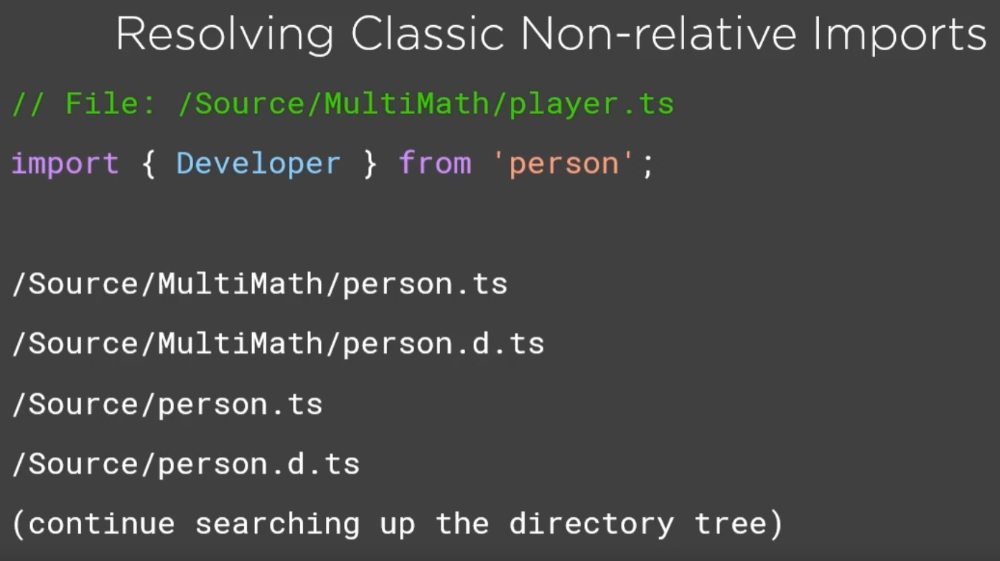 Resolving Classic Non-relative Imports
// File: /Source/MultiMath/player.ts
import { Developer } from 'person';
/Source/MultiMath/person.ts
/Source/MultiMath/person.d.ts
/Source/person.ts
/Source/person.d.ts
(continue searching up the directory tree)